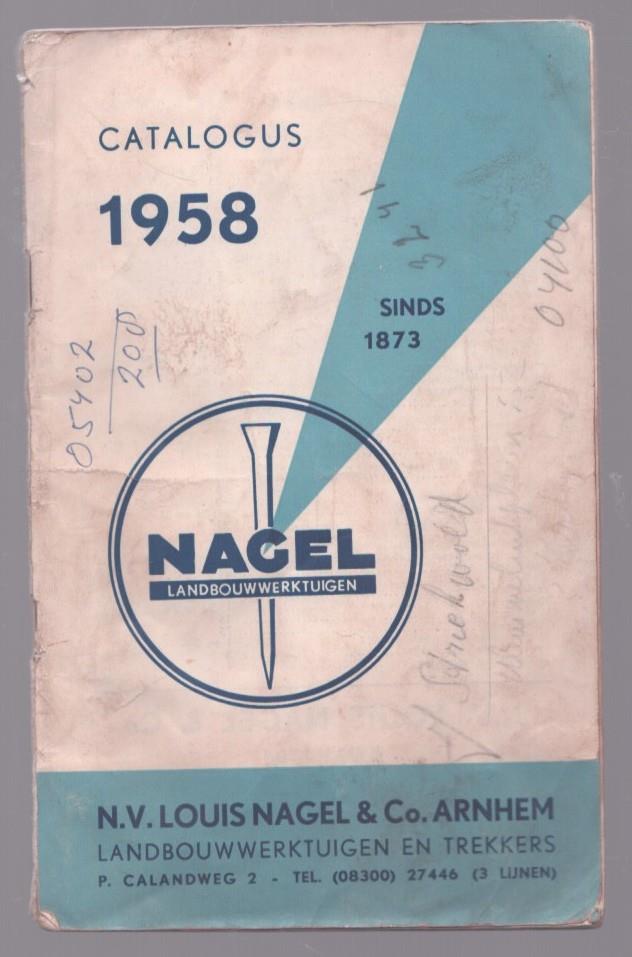 CATALOGUS
1958
3241
04100
SINDS
1873
05402
200
NAGEL
LANDBOUWWERKTUIGEN
N.V. LOUIS NAGEL & Co. ARNHEM
LANDBOUWWERKTUIGEN EN TREKKERS
P. CALANDWEG 2 - TEL. (08300) 27446 (3 LIJNEN)